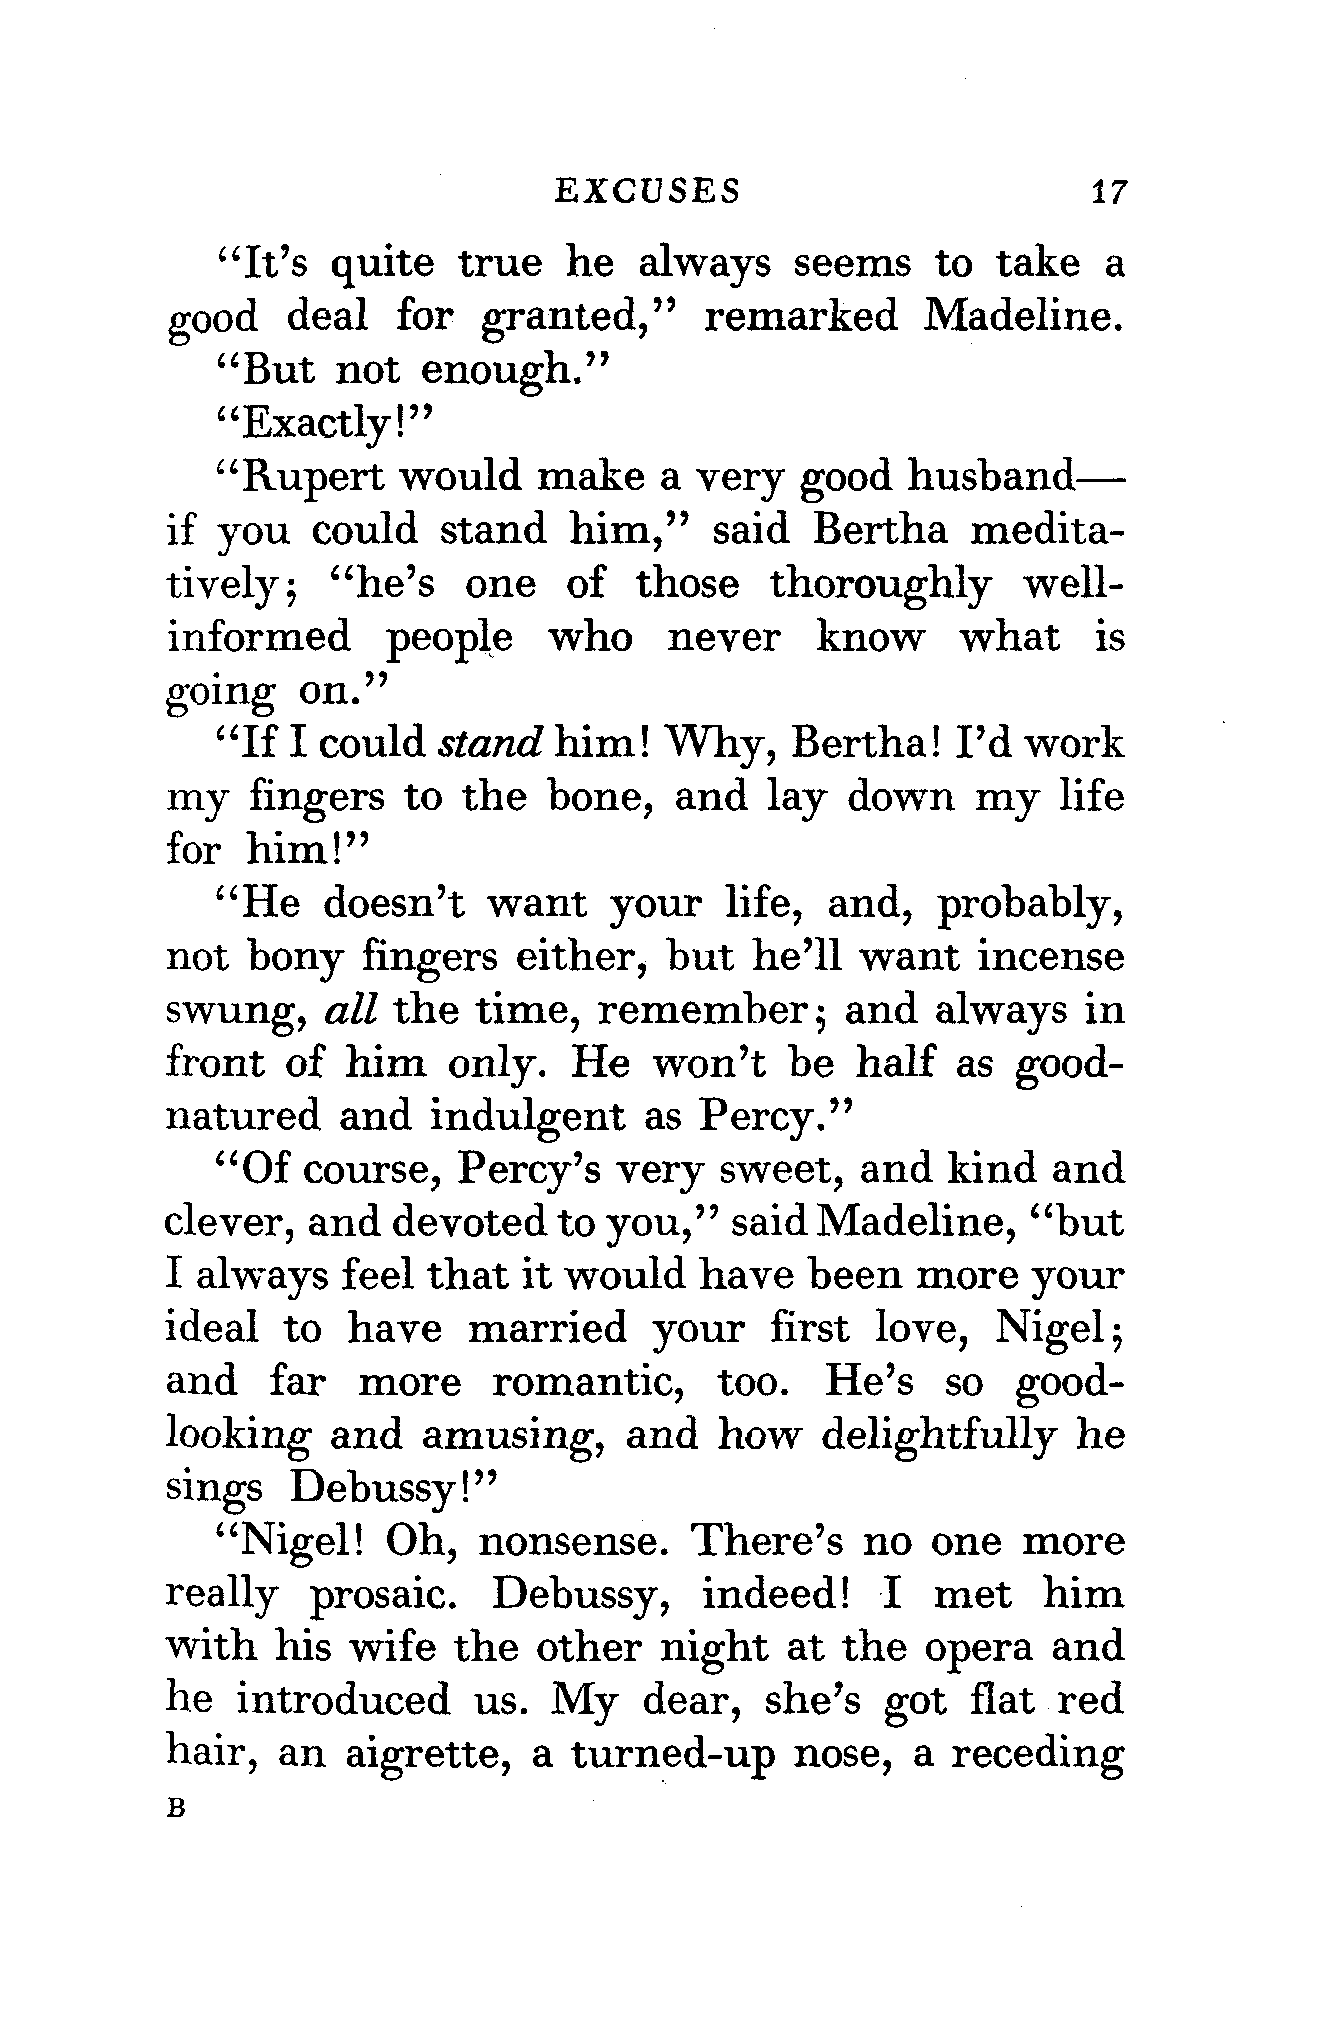 EXCUSES 17
“It’s quite true he always seems to take a
good deal for granted,” remarked Madeline.
“But not enough.”
“Exactly!”
“Rupert would make a very good husband—
if you could stand him,” said Bertha medita-
tively; “he’s one of those thoroughly well-
informed people who never know what is
going on.”
“If I could stand him! Why, Bertha! I’d work
my fingers to the bone, and lay down my life
for him!”
“He doesn’t want your life, and, probably,
not bony fingers either, but he’ll want incense
swung, all the time, remember; and always in
front of him only. He won’t be half as good-
natured and indulgent as Percy.”
“Of course, Percy’s very sweet, and kind and
clever, and devoted to you,” said Madeline, “but
I always feel that it would have been more your
ideal to have married your first love, Nigel;
and far more romantic, too. He’s so good-
looking and amusing, and how delightfully he
sings Debussy!”
“Nigel! Oh, nonsense. There’s no one more
really prosaic. Debussy, indeed! I met him
with his wife the other night at the opera and
he introduced us. My dear, she’s got flat red
hair, an aigrette, a turned-up nose, a receding
B